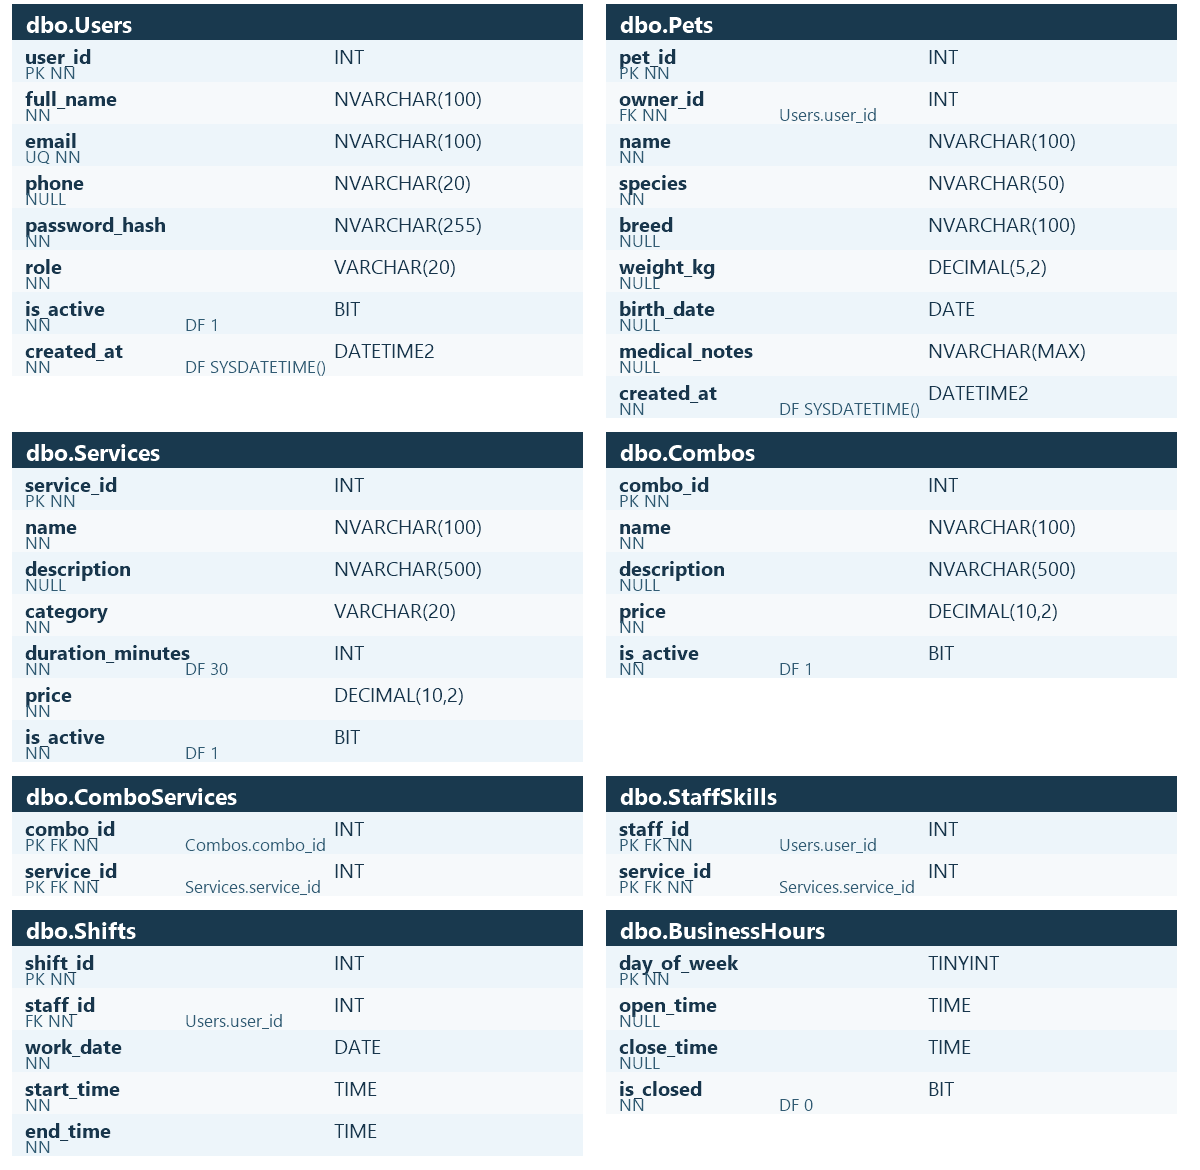 dbo.Users
user_id INT
PK NN
full_name NVARCHAR(100)
NN
email NVARCHAR(100)
UQ NN
phone NVARCHAR(20)
NULL
password_hash NVARCHAR(255)
NN
role VARCHAR(20)
NN
is_active BIT
NN DF 1
created_at DATETIME2
NN DF SYSDATETIME()
dbo.Pets
pet_id INT
PK NN
owner_id INT
FK NN Users.user_id
name NVARCHAR(100)
NN
species NVARCHAR(50)
NN
breed NVARCHAR(100)
NULL
weight_kg DECIMAL(5,2)
NULL
birth_date DATE
NULL
medical_notes NVARCHAR(MAX)
NULL
created_at DATETIME2
NN DF SYSDATETIME()
dbo.Services
service_id INT
PK NN
name NVARCHAR(100)
NN
description NVARCHAR(500)
NULL
category VARCHAR(20)
NN
duration_minutes INT
NN DF 30
price DECIMAL(10,2)
NN
is_active BIT
NN DF 1
dbo.Combos
combo_id INT
PK NN
name NVARCHAR(100)
NN
description NVARCHAR(500)
NULL
price DECIMAL(10,2)
NN
is_active BIT
NN DF 1
dbo.ComboServices
combo_id INT
PK FK NN Combos.combo_id
service_id INT
PK FK NN Services.service_id
dbo.StaffSkills
staff_id INT
PK FK NN Users.user_id
service_id INT
PK FK NN Services.service_id
dbo.Shifts
shift_id INT
PK NN
staff_id INT
FK NN Users.user_id
work_date DATE
NN
start_time TIME
NN
end_time TIME
NN
dbo.BusinessHours
day_of_week TINYINT
PK NN
open_time TIME
NULL
close_time TIME
NULL
is_closed BIT
NN DF 0